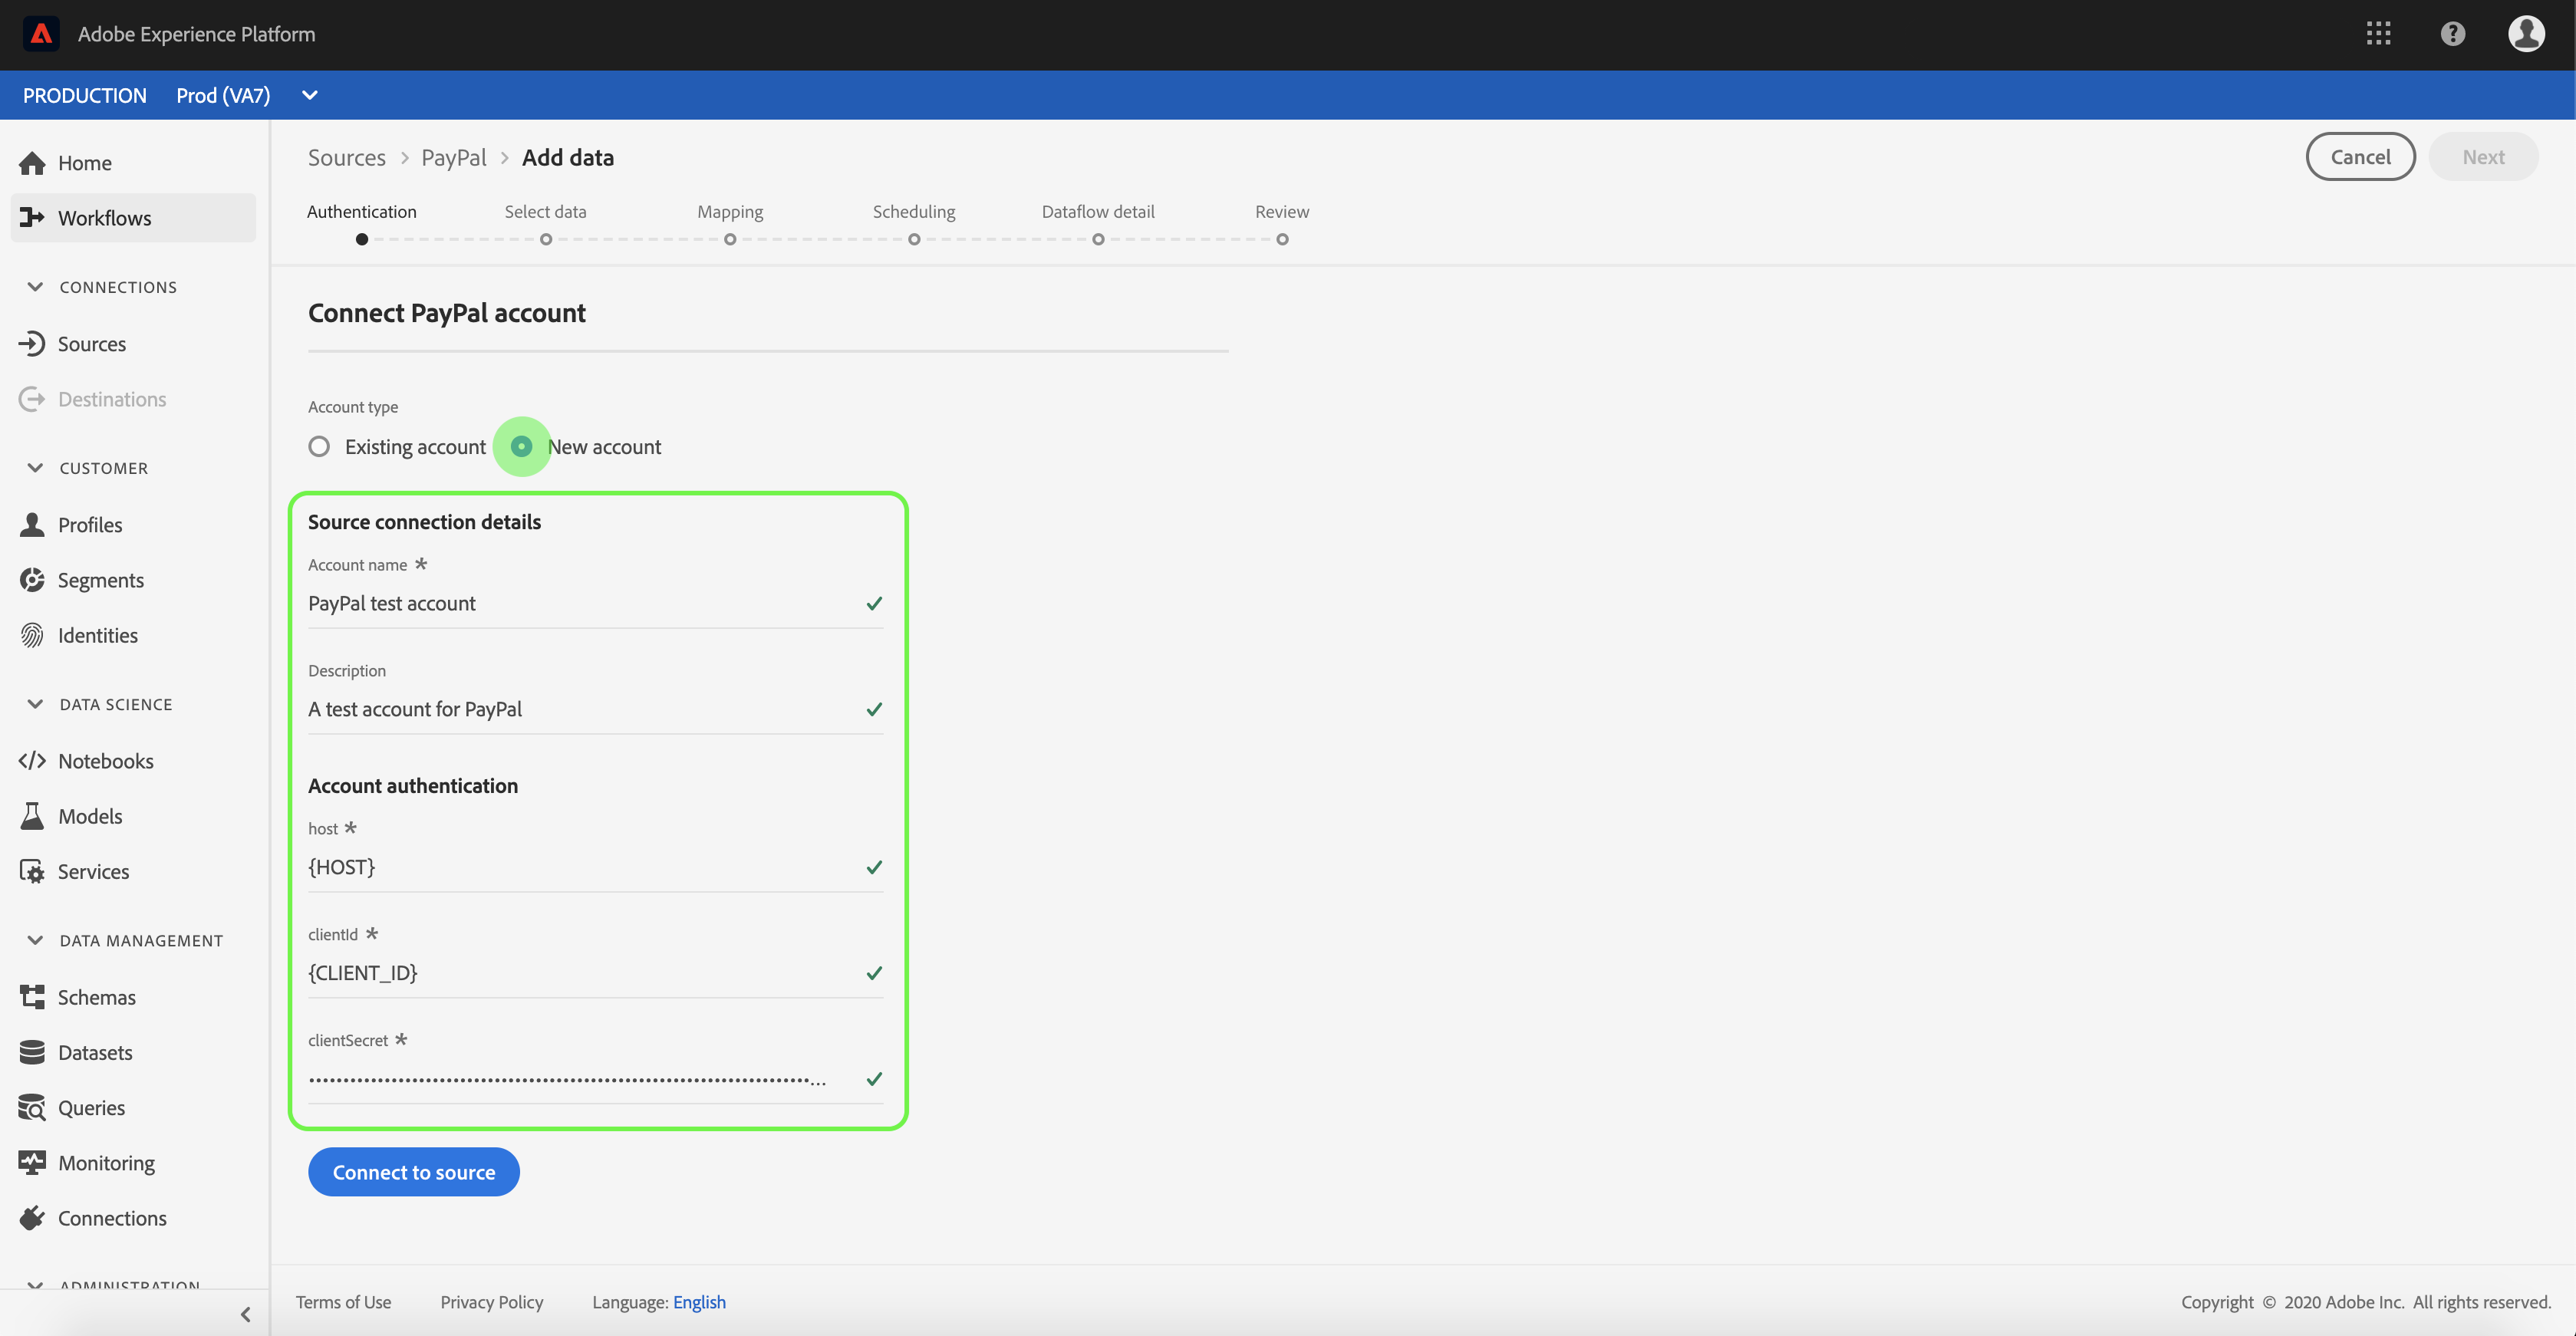 Adobe Experience Platform
PRODUCTION Prod (VA7)
Home
Workflows
CONNECTIONS
Sources
Destinations
CUSTOMER
Profiles
Segments
Identities
DATA SCIENCE
Notebooks
Models
Services
DATA MANAGEMENT
Schemas
Datasets
Queries
Monitoring
Connections
ADMINISTRATION
Sources > PayPal > Add data
Cancel Next
Authentication Select data Mapping Scheduling Dataflow detail Review
Connect PayPal account
Account type
Existing account New account
Source connection details
Account name *
PayPal test account
Description
A test account for PayPal
Account authentication
host *
{HOST}
clientId *
{CLIENT_ID}
clientSecret *
Connect to source
Terms of Use Privacy Policy Language: English Copyright © 2020 Adobe Inc. All rights reserved.